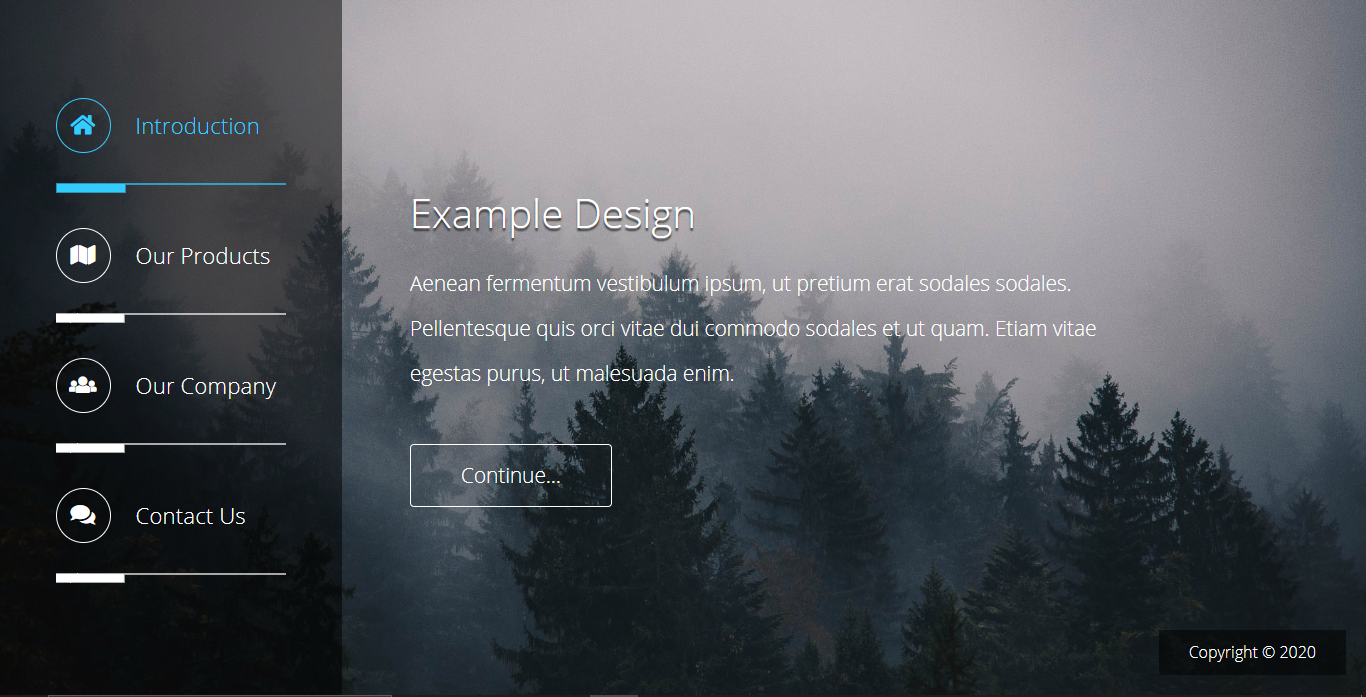 Introduction
Our Products
Our Company
Contact Us
Example Design
Aenean fermentum vestibulum ipsum, ut pretium erat sodales sodales.
Pellentesque quis orci vitae dui commodo sodales et ut quam. Etiam vitae
egestas purus, ut malesuada enim.
Continue...
Copyright © 2020